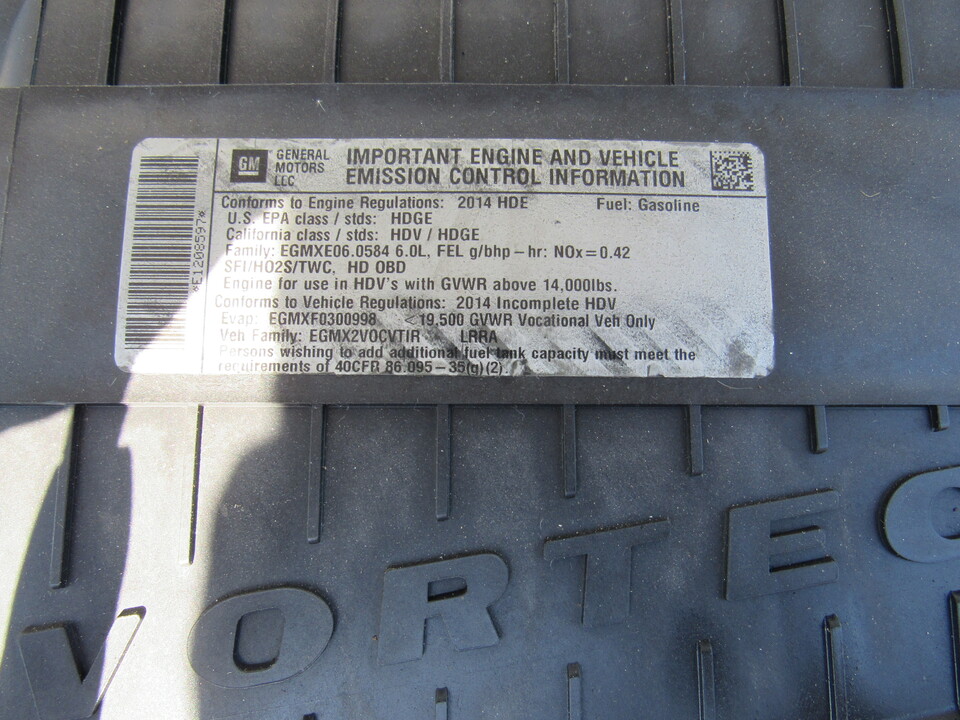 GM GENERAL MOTORS LLC
IMPORTANT ENGINE AND VEHICLE
EMISSION CONTROL INFORMATION
Conforms to Engine Regulations: 2014 HDE Fuel: Gasoline
U.S. EPA class / stds: HDGE
California class / stds: HDV / HDGE
Family: EGMXE06.0584 6.0L, FEL g/bhp – hr: NOx = 0.42
SFI/HO2S/TWC, HD OBD
Engine for use in HDV's with GVWR above 14,000lbs.
Conforms to Vehicle Regulations: 2014 Incomplete HDV
Evap: EGMXF0300998 < 19,500 GVWR Vocational Veh Only
Veh Family: EGMX2VOCVTIR LRRA
Persons wishing to add additional fuel tank capacity must meet the
requirements of 40CFR 86.095 – 35(g)(2).
*E1208597*
VORTEC